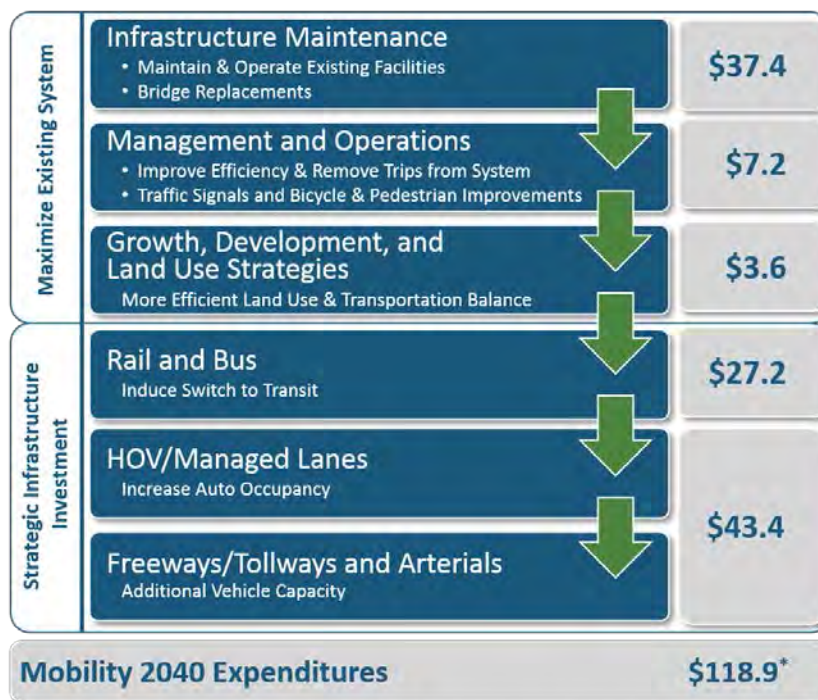 Maximize Existing System
Infrastructure Maintenance
• Maintain & Operate Existing Facilities
• Bridge Replacements
$37.4
Management and Operations
• Improve Efficiency & Remove Trips from System
• Traffic Signals and Bicycle & Pedestrian Improvements
$7.2
Growth, Development, and
Land Use Strategies
More Efficient Land Use & Transportation Balance
$3.6
Strategic Infrastructure
Investment
Rail and Bus
Induce Switch to Transit
$27.2
HOV/Managed Lanes
Increase Auto Occupancy
Freeways/Tollways and Arterials
Additional Vehicle Capacity
$43.4
Mobility 2040 Expenditures
$118.9*